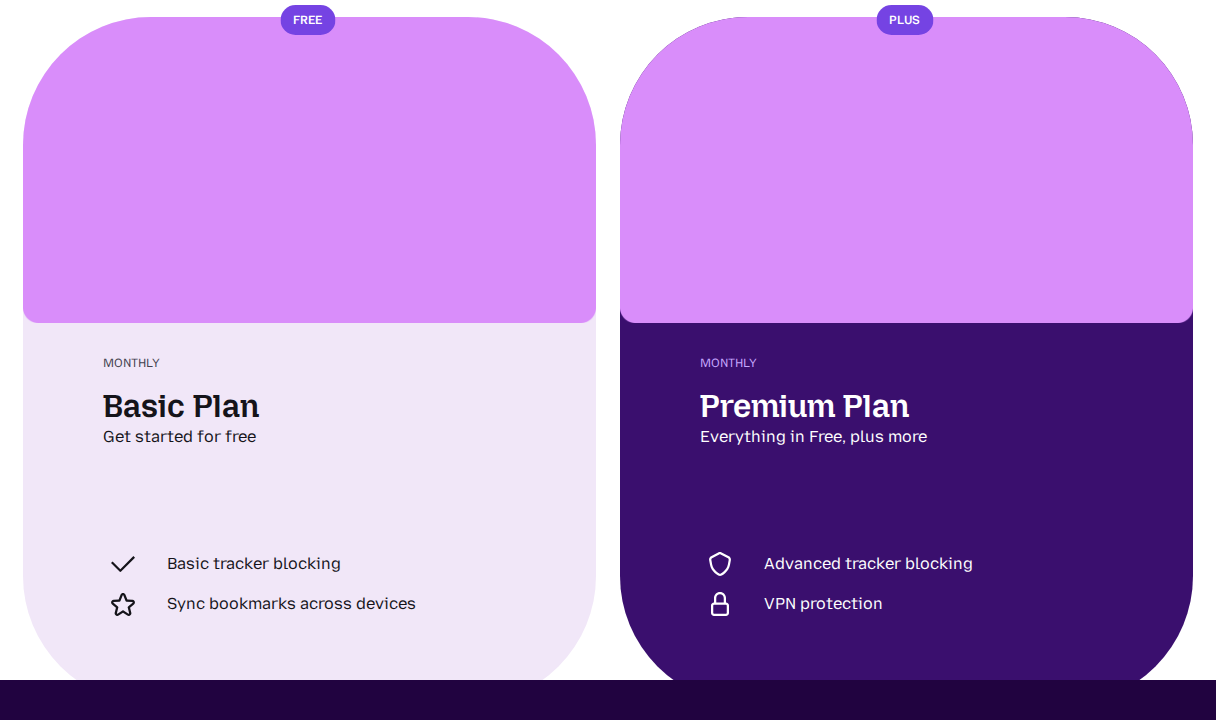 FREE
MONTHLY
Basic Plan
Get started for free
Basic tracker blocking
Sync bookmarks across devices
PLUS
MONTHLY
Premium Plan
Everything in Free, plus more
Advanced tracker blocking
VPN protection